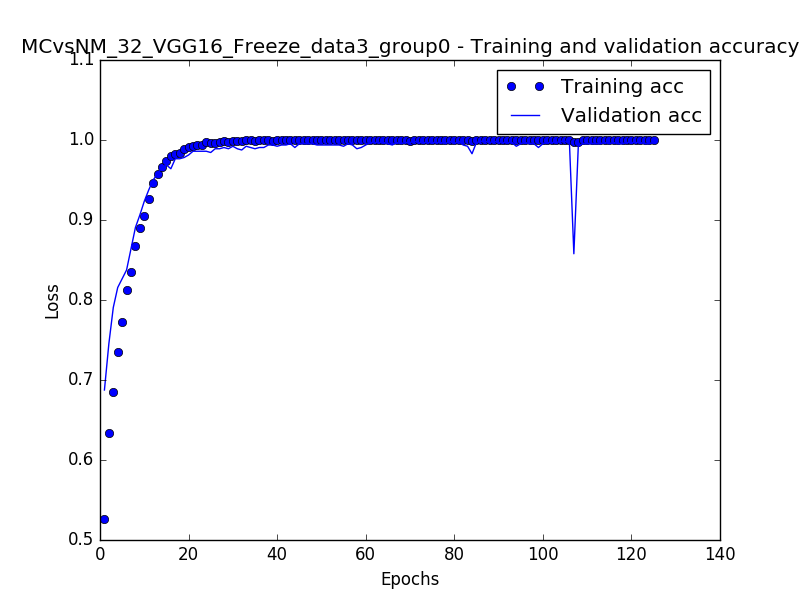 MCvsNM_32_VGG16_Freeze_data3_group0 - Training and validation accuracy
1.1
Training acc
Validation acc
1.0
0.9
0.8
0.7
0.6
0.5
Loss
0 20 40 60 80 100 120 140
Epochs